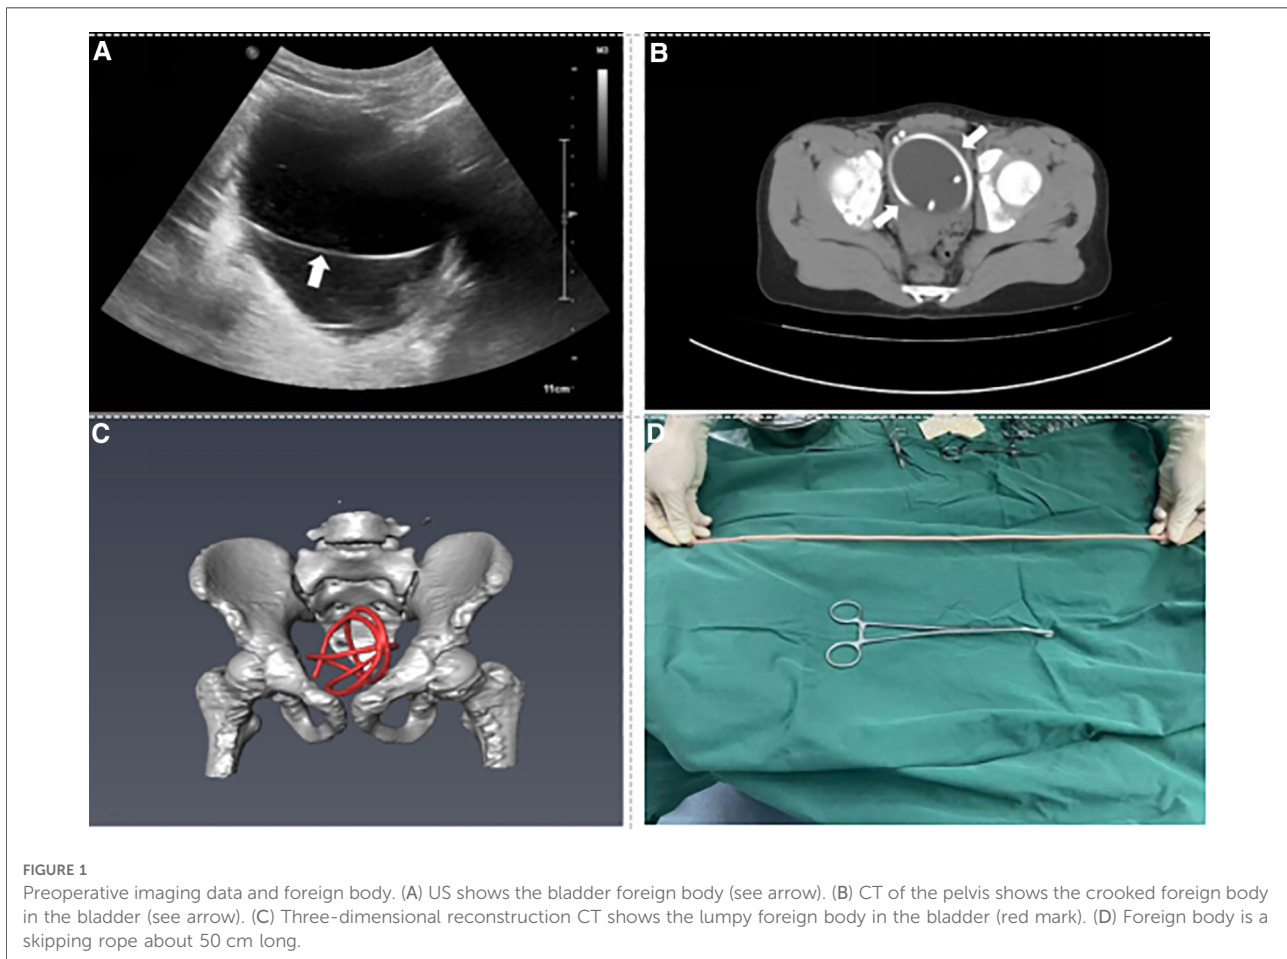 A
M3
11cm
B
C
D
FIGURE 1
Preoperative imaging data and foreign body. (A) US shows the bladder foreign body (see arrow). (B) CT of the pelvis shows the crooked foreign body
in the bladder (see arrow). (C) Three-dimensional reconstruction CT shows the lumpy foreign body in the bladder (red mark). (D) Foreign body is a
skipping rope about 50 cm long.